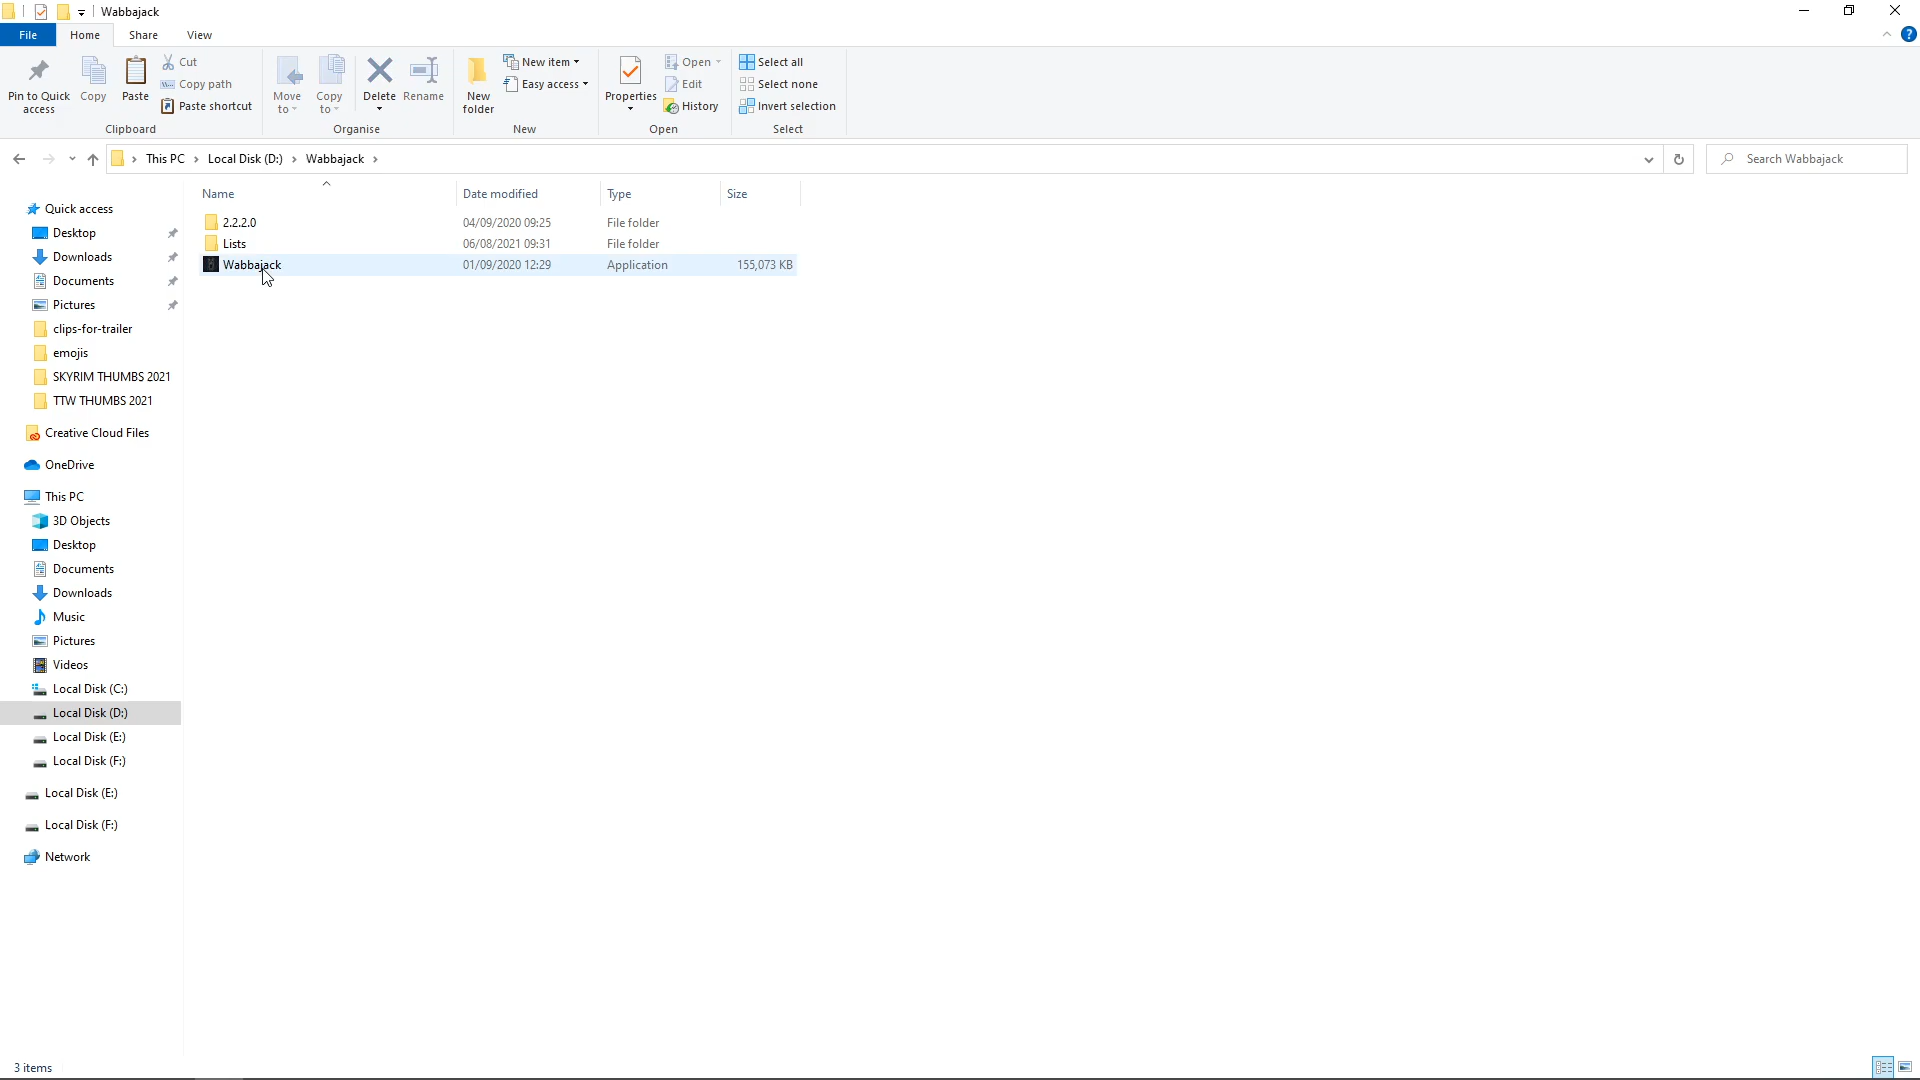 Wabbajack
File Home Share View
Pin to Quick access
Copy
Paste
Cut
Copy path
Paste shortcut
Clipboard
Move to
Copy to
Delete
Rename
Organise
New folder
New item
Easy access
New
Properties
Open
Edit
History
Open
Select all
Select none
Invert selection
Select
This PC Local Disk (D:) Wabbajack
Search Wabbajack
Name Date modified Type Size
2.2.2.0 04/09/2020 09:25 File folder
Lists 06/08/2021 09:31 File folder
Wabbajack 01/09/2020 12:29 Application 155,073 KB
Quick access
Desktop
Downloads
Documents
Pictures
clips-for-trailer
emojis
SKYRIM THUMBS 2021
TTW THUMBS 2021
Creative Cloud Files
OneDrive
This PC
3D Objects
Desktop
Documents
Downloads
Music
Pictures
Videos
Local Disk (C:)
Local Disk (D:)
Local Disk (E:)
Local Disk (F:)
Local Disk (E:)
Local Disk (F:)
Network
3 items